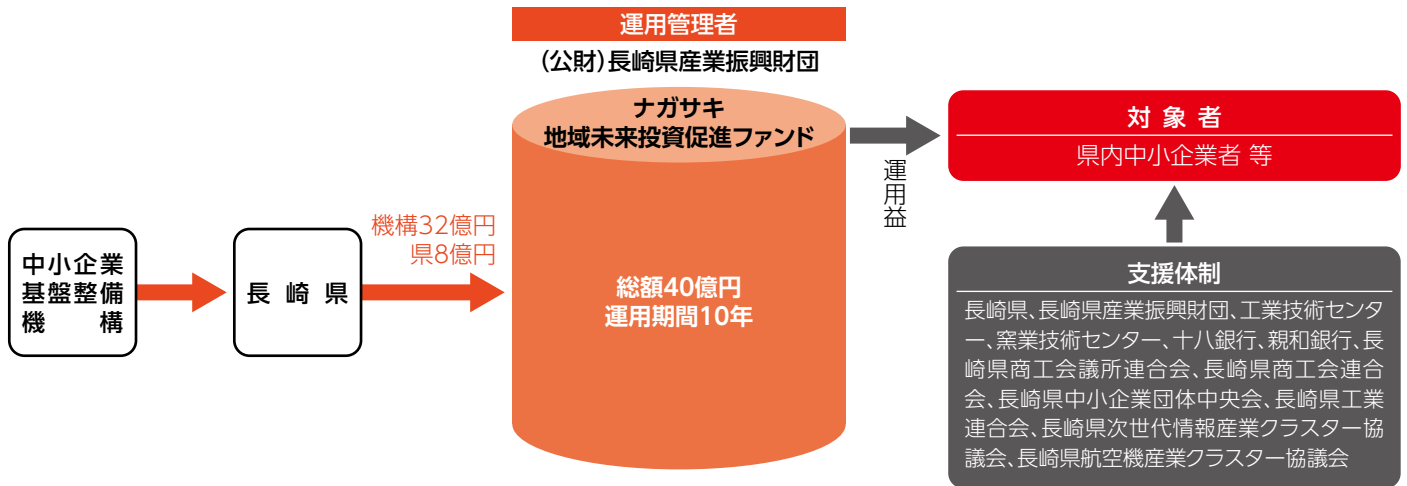 運用管理者
(公財)長崎県産業振興財団
ナガサキ
地域未来投資促進ファンド
総額40億円
運用期間10年
中小企業
基盤整備
機構
長崎県
機構32億円
県8億円
運用益
対象者
県内中小企業者 等
支援体制
長崎県、長崎県産業振興財団、工業技術センタ
ー、窯業技術センター、十八銀行、親和銀行、長
崎県商工会議所連合会、長崎県商工会連合
会、長崎県中小企業団体中央会、長崎県工業
連合会、長崎県次世代情報産業クラスター協
議会、長崎県航空機産業クラスター協議会